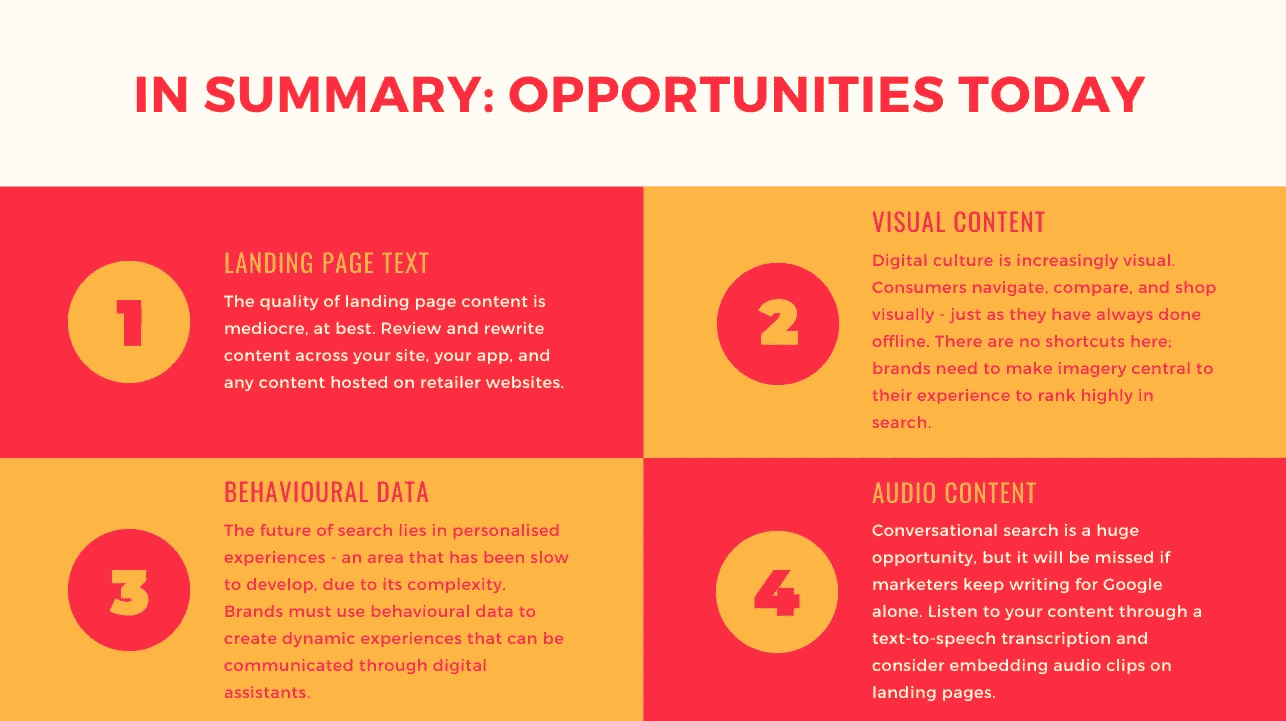 IN SUMMARY: OPPORTUNITIES TODAY
1
LANDING PAGE TEXT
The quality of landing page content is
mediocre, at best. Review and rewrite
content across your site, your app, and
any content hosted on retailer websites.
2
VISUAL CONTENT
Digital culture is increasingly visual.
Consumers navigate, compare, and shop
visually - just as they have always done
offline. There are no shortcuts here;
brands need to make imagery central to
their experience to rank highly in
search.
3
BEHAVIOURAL DATA
The future of search lies in personalised
experiences - an area that has been slow
to develop, due to its complexity.
Brands must use behavioural data to
create dynamic experiences that can be
communicated through digital
assistants.
4
AUDIO CONTENT
Conversational search is a huge
opportunity, but it will be missed if
marketers keep writing for Google
alone. Listen to your content through a
text-to-speech transcription and
consider embedding audio clips on
landing pages.